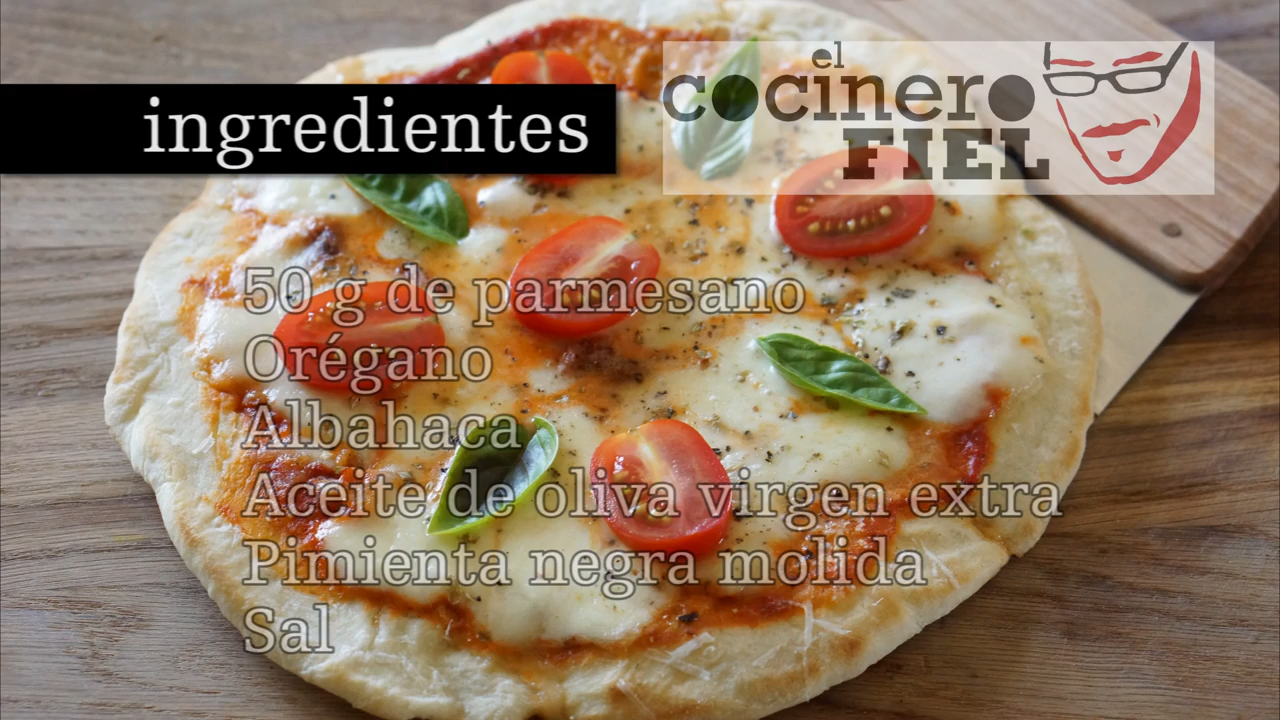 ingredientes
el
cocinero
FIEL
50 g de parmesano
Orégano
Albahaca
Aceite de oliva virgen extra
Pimienta negra molida
Sal